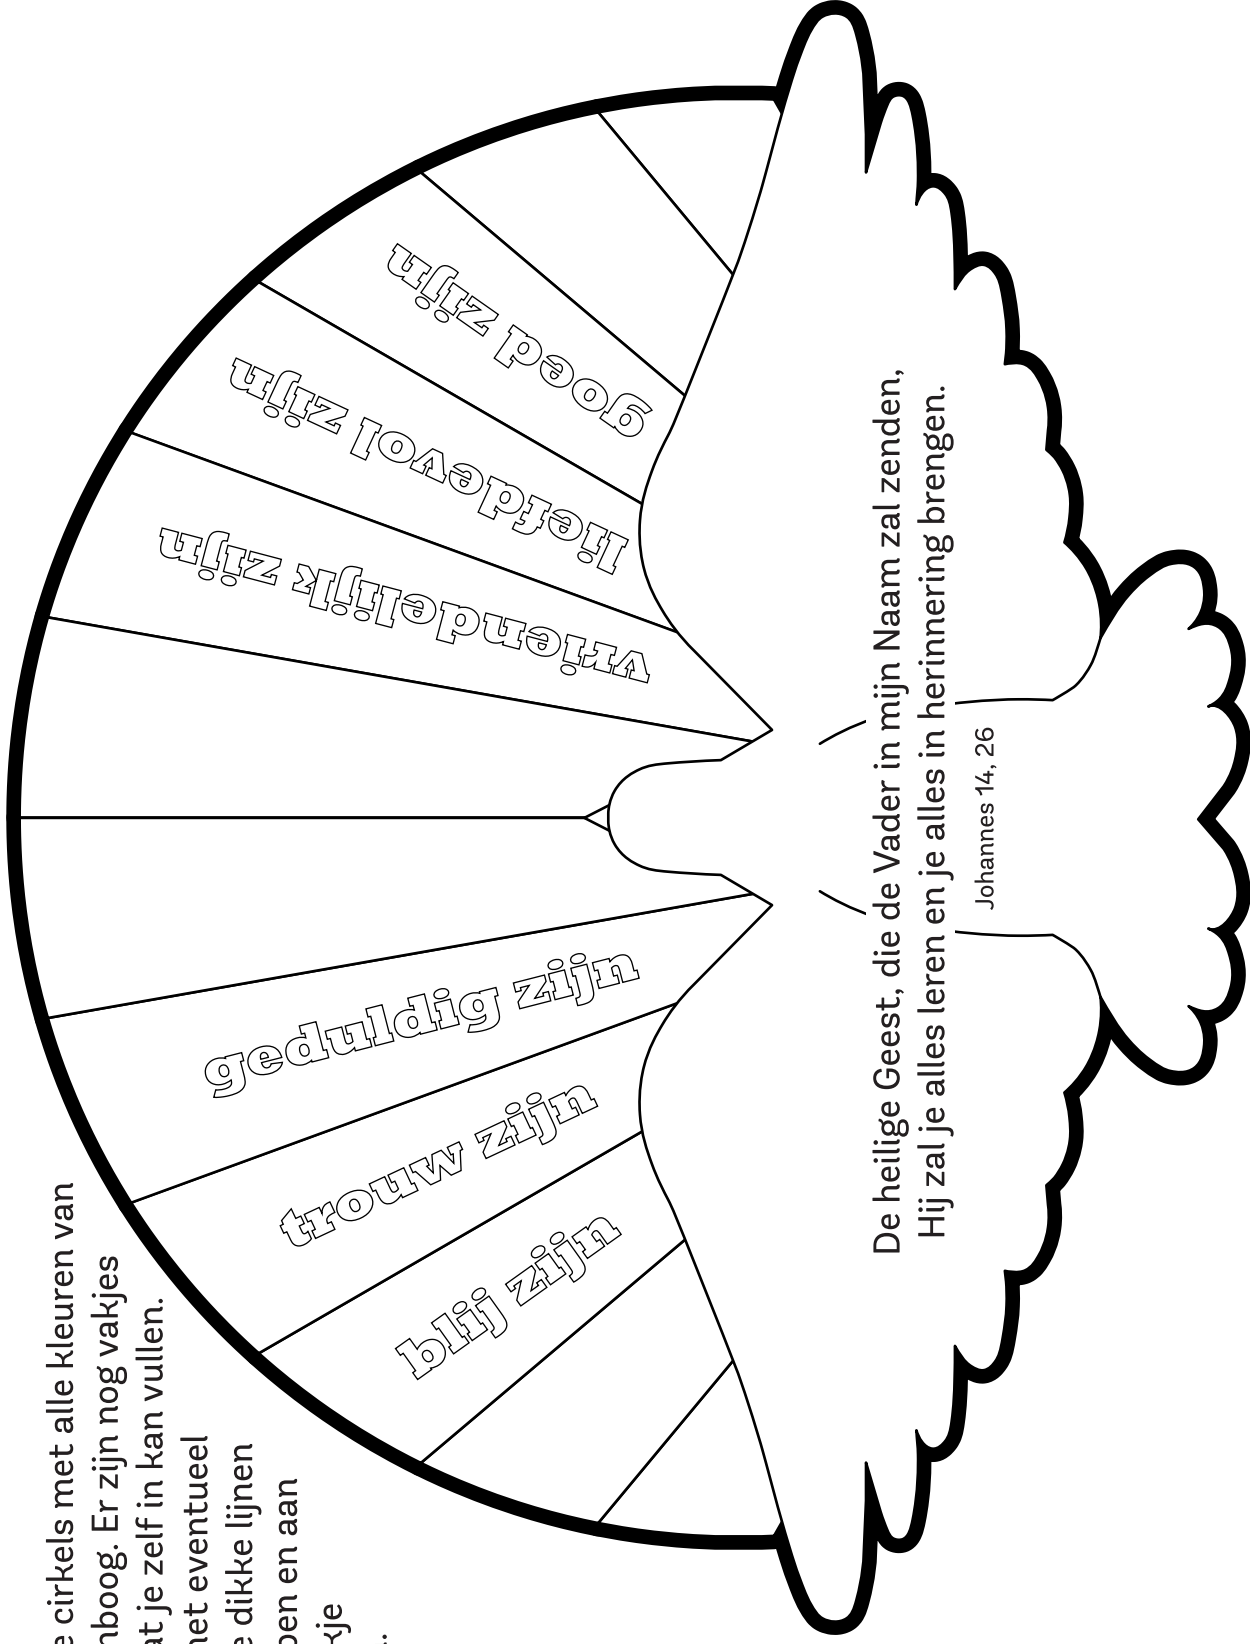 e cirkels met alle kleuren van
nboog. Er zijn nog vakjes
at je zelf in kan vullen.
net eventueel
e dikke lijnen
pen en aan
kje
.
geduldig zijn
trouw zijn
blij zijn
vriendelijk zijn
liefdevol zijn
goed zijn
De heilige Geest, die de Vader in mijn Naam zal zenden,
Hij zal je alles leren en je alles in herinnering brengen.
Johannes 14, 26